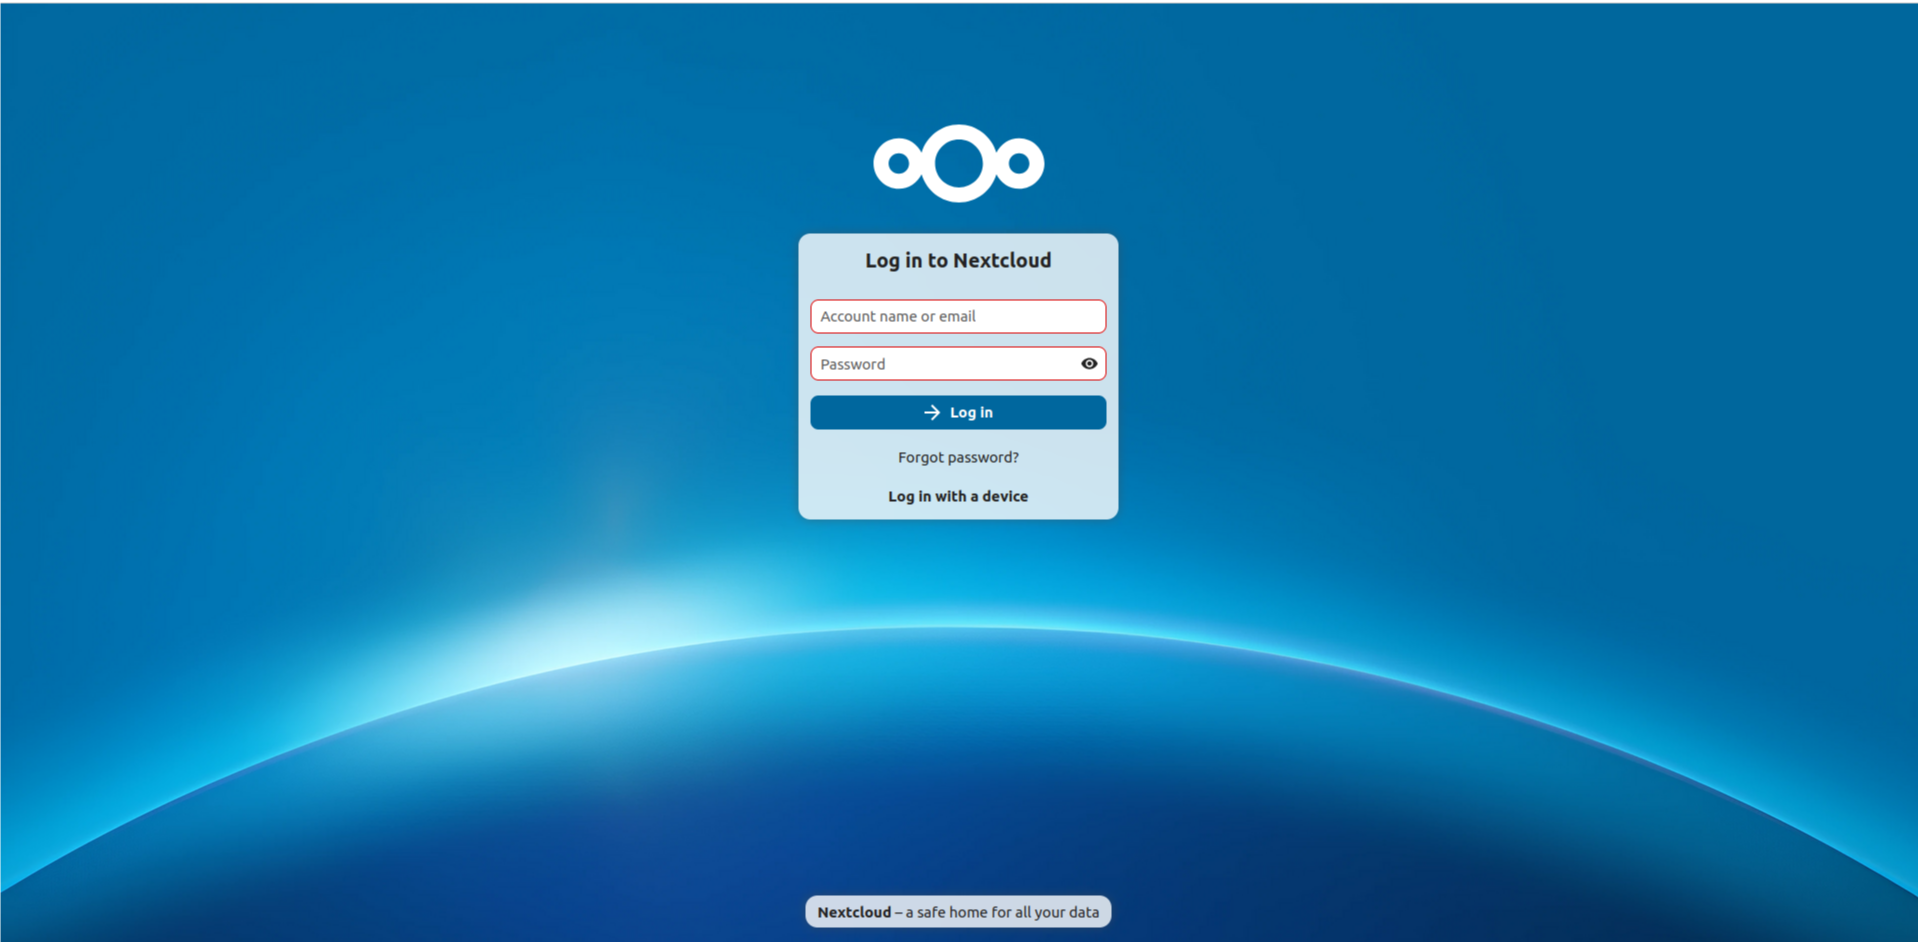 Log in to Nextcloud
Account name or email
Password
Log in
Forgot password?
Log in with a device
Nextcloud – a safe home for all your data